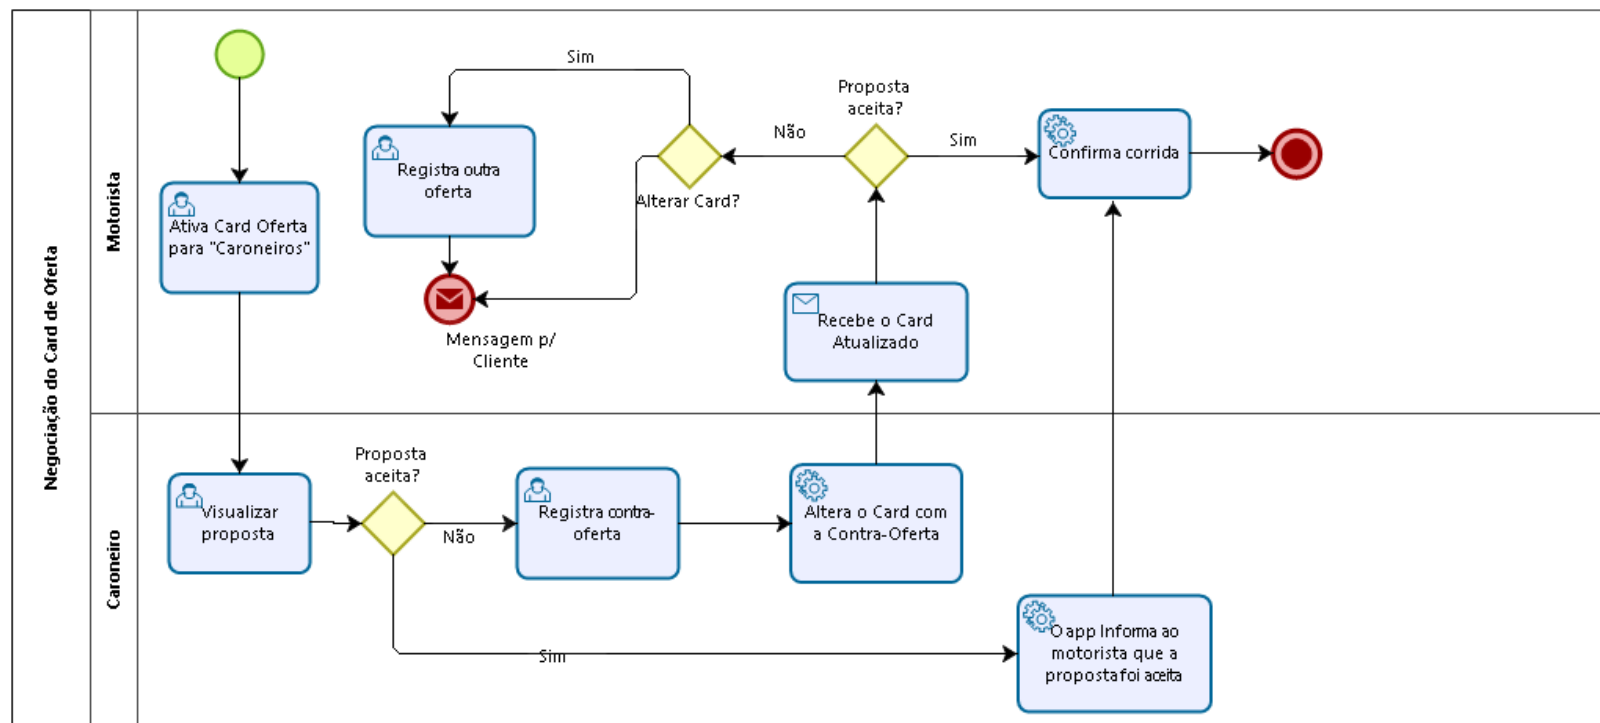 Negociação do Card de Oferta
Motorista
Sim
Proposta
aceita?
Não
Sim
Registra outra
oferta
Alterar Card?
Confirma corrida
Ativa Card Oferta
para "Caroneiros"
Mensagem p/
Cliente
Recebe o Card
Atualizado
Caroneiro
Proposta
aceita?
Visualizar
proposta
Não
Registra contra-
oferta
Altera o Card com
a Contra-Oferta
Sim
O app Informa ao
motorista que a
proposta foi aceita